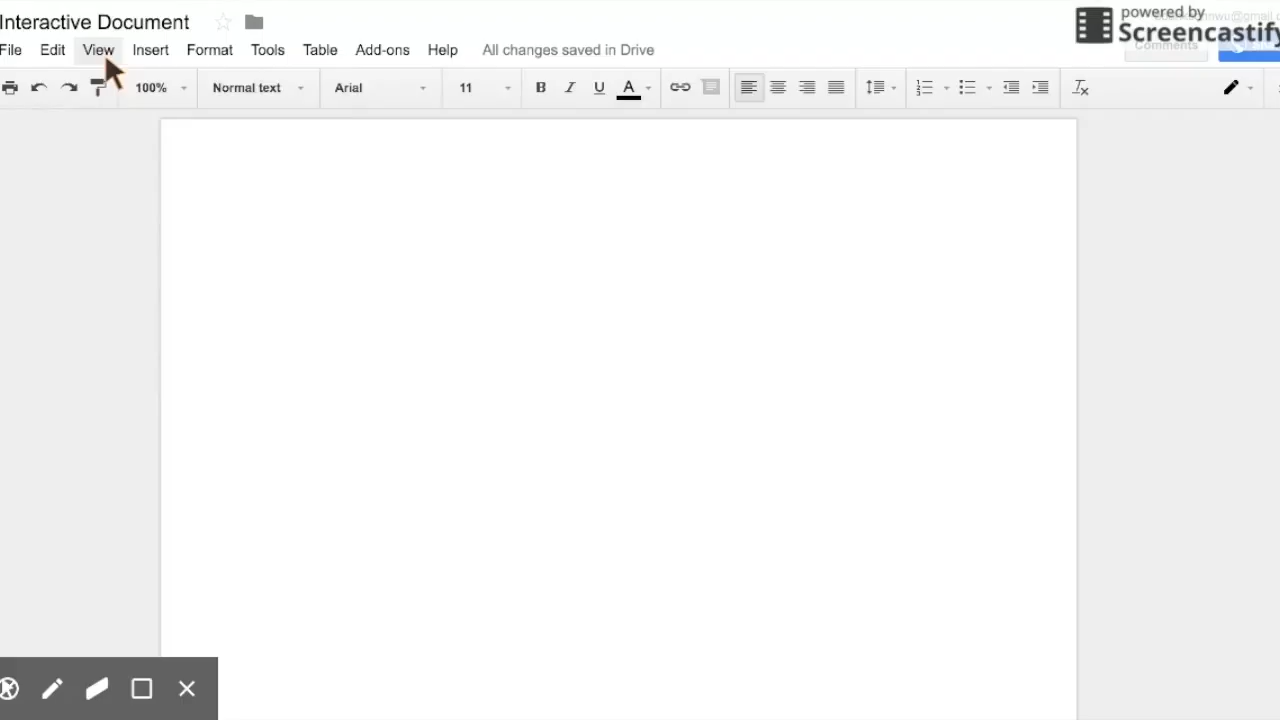 Interactive Document
powered by
Screencastify
File Edit View Insert Format Tools Table Add-ons Help All changes saved in Drive
Comments
100% Normal text Arial 11 B I U A